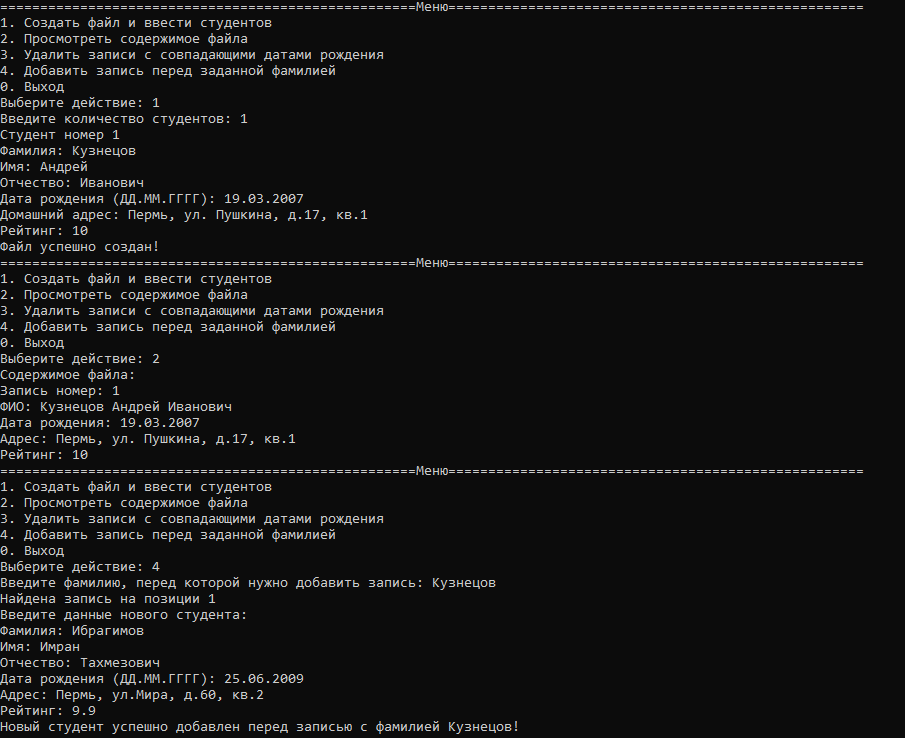 ====================================================Меню====================================================
1. Создать файл и ввести студентов
2. Просмотреть содержимое файла
3. Удалить записи с совпадающими датами рождения
4. Добавить запись перед заданной фамилией
0. Выход
Выберите действие: 1
Введите количество студентов: 1
Студент номер 1
Фамилия: Кузнецов
Имя: Андрей
Отчество: Иванович
Дата рождения (ДД.ММ.ГГГГ): 19.03.2007
Домашний адрес: Пермь, ул. Пушкина, д.17, кв.1
Рейтинг: 10
Файл успешно создан!
====================================================Меню====================================================
1. Создать файл и ввести студентов
2. Просмотреть содержимое файла
3. Удалить записи с совпадающими датами рождения
4. Добавить запись перед заданной фамилией
0. Выход
Выберите действие: 2
Содержимое файла:
Запись номер: 1
ФИО: Кузнецов Андрей Иванович
Дата рождения: 19.03.2007
Адрес: Пермь, ул. Пушкина, д.17, кв.1
Рейтинг: 10
====================================================Меню====================================================
1. Создать файл и ввести студентов
2. Просмотреть содержимое файла
3. Удалить записи с совпадающими датами рождения
4. Добавить запись перед заданной фамилией
0. Выход
Выберите действие: 4
Введите фамилию, перед которой нужно добавить запись: Кузнецов
Найдена запись на позиции 1
Введите данные нового студента:
Фамилия: Ибрагимов
Имя: Имран
Отчество: Тахмезович
Дата рождения (ДД.ММ.ГГГГ): 25.06.2009
Адрес: Пермь, ул.Мира, д.60, кв.2
Рейтинг: 9.9
Новый студент успешно добавлен перед записью с фамилией Кузнецов!